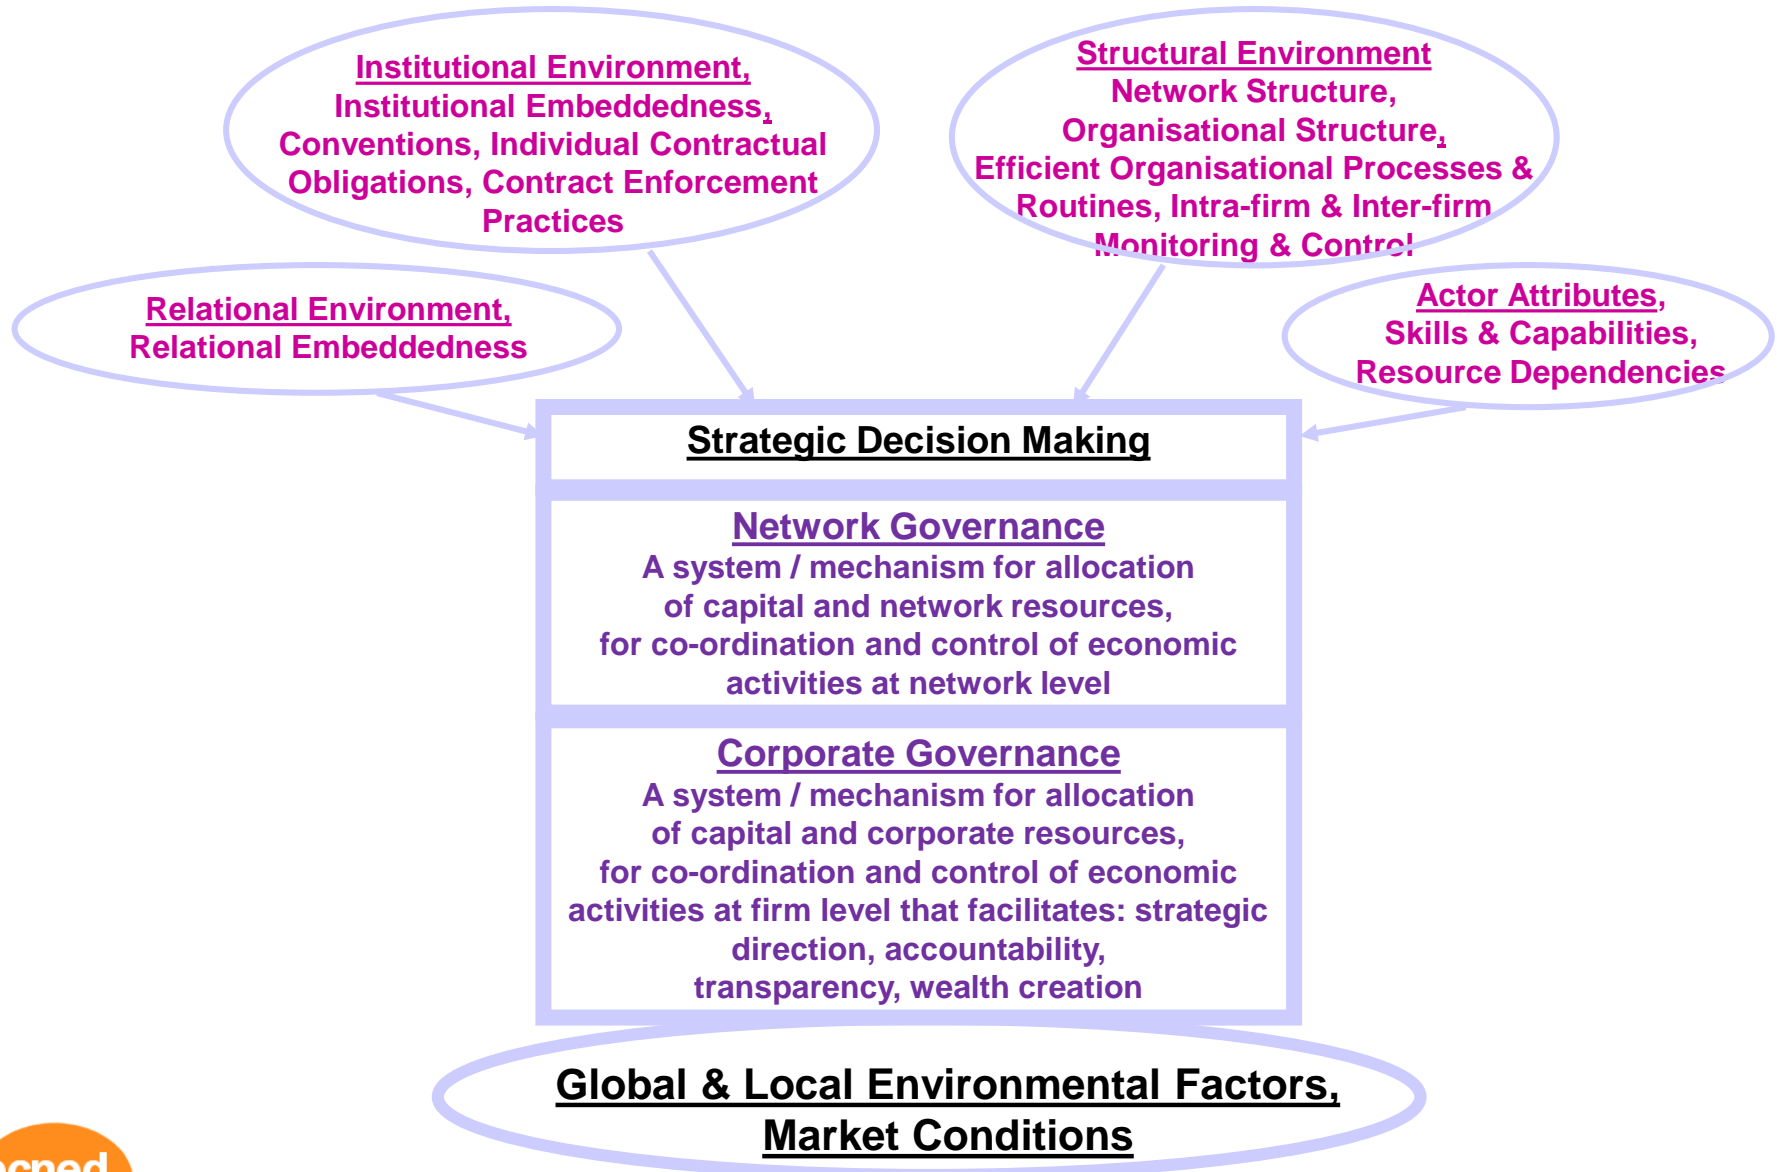 Institutional Environment,
Institutional Embeddedness,
Conventions, Individual Contractual
Obligations, Contract Enforcement
Practices
Structural Environment
Network Structure,
Organisational Structure,
Efficient Organisational Processes &
Routines, Intra-firm & Inter-firm
Monitoring & Control
Relational Environment,
Relational Embeddedness
Actor Attributes,
Skills & Capabilities,
Resource Dependencies
Strategic Decision Making
Network Governance
A system / mechanism for allocation
of capital and network resources,
for co-ordination and control of economic
activities at network level
Corporate Governance
A system / mechanism for allocation
of capital and corporate resources,
for co-ordination and control of economic
activities at firm level that facilitates: strategic
direction, accountability,
transparency, wealth creation
Global & Local Environmental Factors,
Market Conditions